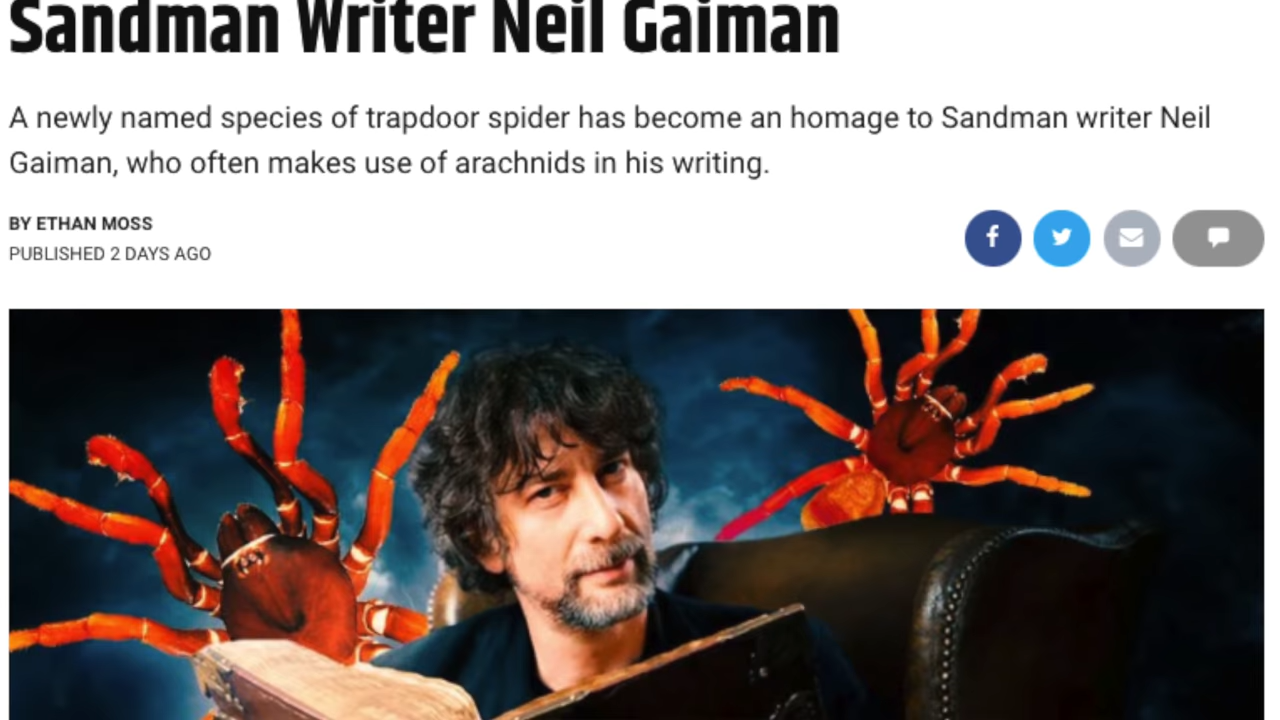 Sandman Writer Neil Gaiman
A newly named species of trapdoor spider has become an homage to Sandman writer Neil
Gaiman, who often makes use of arachnids in his writing.
BY ETHAN MOSS
PUBLISHED 2 DAYS AGO